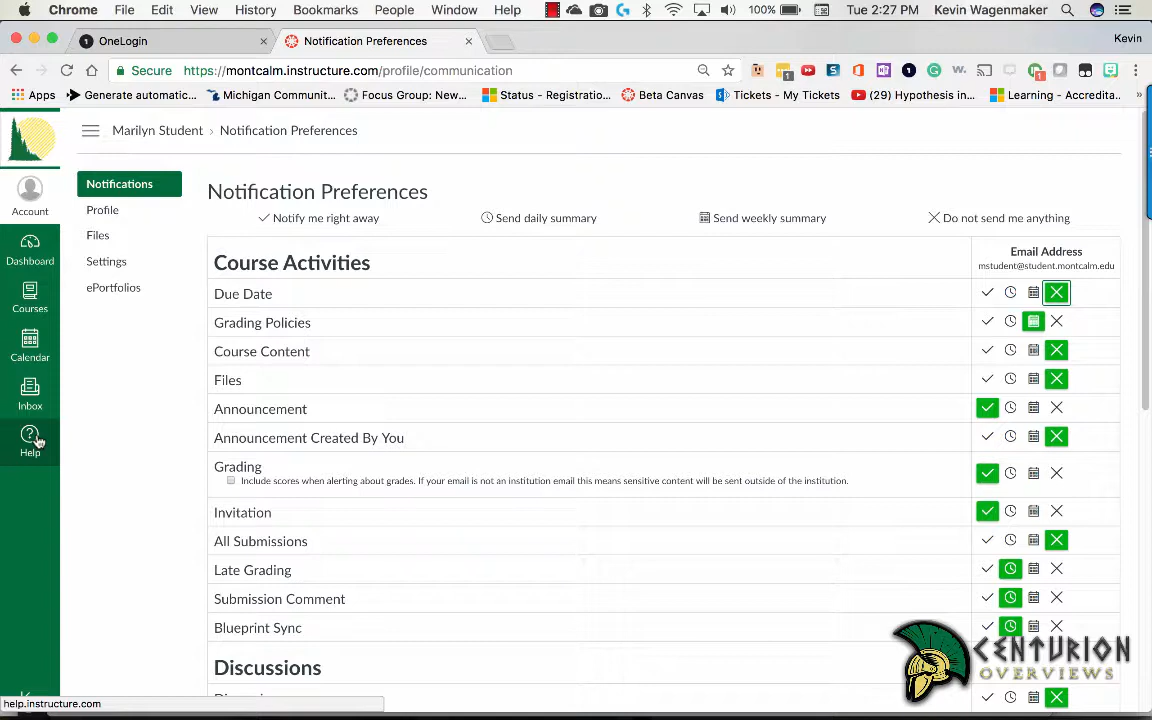 Chrome File Edit View History Bookmarks People Window Help 100% Tue 2:27 PM Kevin Wagenmaker
OneLogin Notification Preferences Kevin
Secure https://montcalm.instructure.com/profile/communication
Apps Generate automatic... Michigan Communit... Focus Group: New... Status - Registratio... Beta Canvas Tickets - My Tickets (29) Hypothesis in... Learning - Accredita... »
Marilyn Student › Notification Preferences
Account
Dashboard
Courses
Calendar
Inbox
Help
Notifications
Profile
Files
Settings
ePortfolios
Notification Preferences
Notify me right away Send daily summary Send weekly summary Do not send me anything
Course Activities
Email Address
mstudent@student.montcalm.edu
Due Date
Grading Policies
Course Content
Files
Announcement
Announcement Created By You
Grading
Include scores when alerting about grades. If your email is not an institution email this means sensitive content will be sent outside of the institution.
Invitation
All Submissions
Late Grading
Submission Comment
Blueprint Sync
Discussions
help.instructure.com
CENTURION
OVERVIEWS